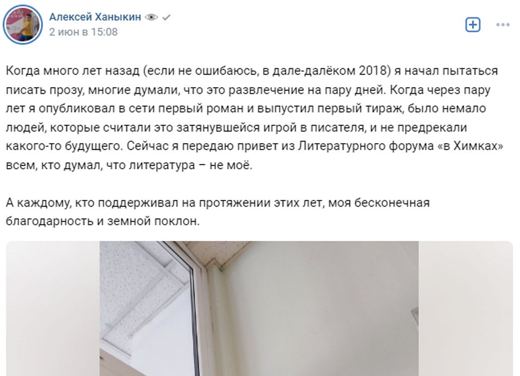 Алексей Ханыкин
2 июн в 15:08
Когда много лет назад (если не ошибаюсь, в дале-далёком 2018) я начал пытаться
писать прозу, многие думали, что это развлечение на пару дней. Когда через пару
лет я опубликовал в сети первый роман и выпустил первый тираж, было немало
людей, которые считали это затянувшейся игрой в писателя, и не предрекали
какого-то будущего. Сейчас я передаю привет из Литературного форума «в Химках»
всем, кто думал, что литература – не моё.
А каждому, кто поддерживал на протяжении этих лет, моя бесконечная
благодарность и земной поклон.